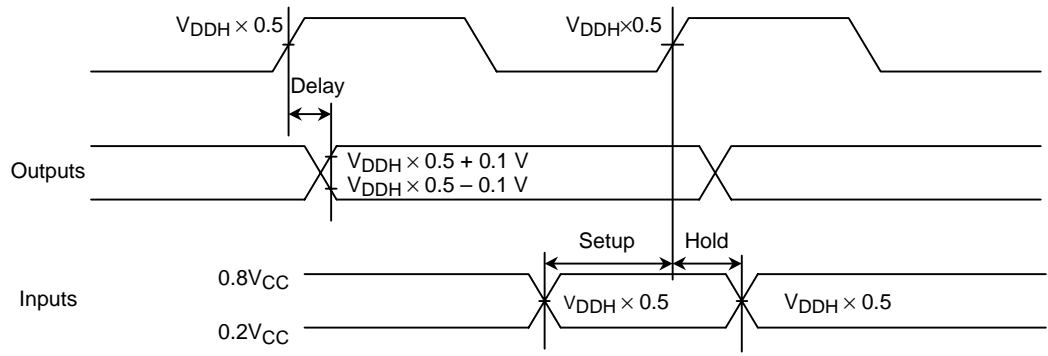 VDDH × 0.5
VDDH×0.5
Delay
Outputs
VDDH × 0.5 + 0.1 V
VDDH × 0.5 – 0.1 V
Setup
Hold
Inputs
0.8VCC
VDDH × 0.5
VDDH × 0.5
0.2VCC